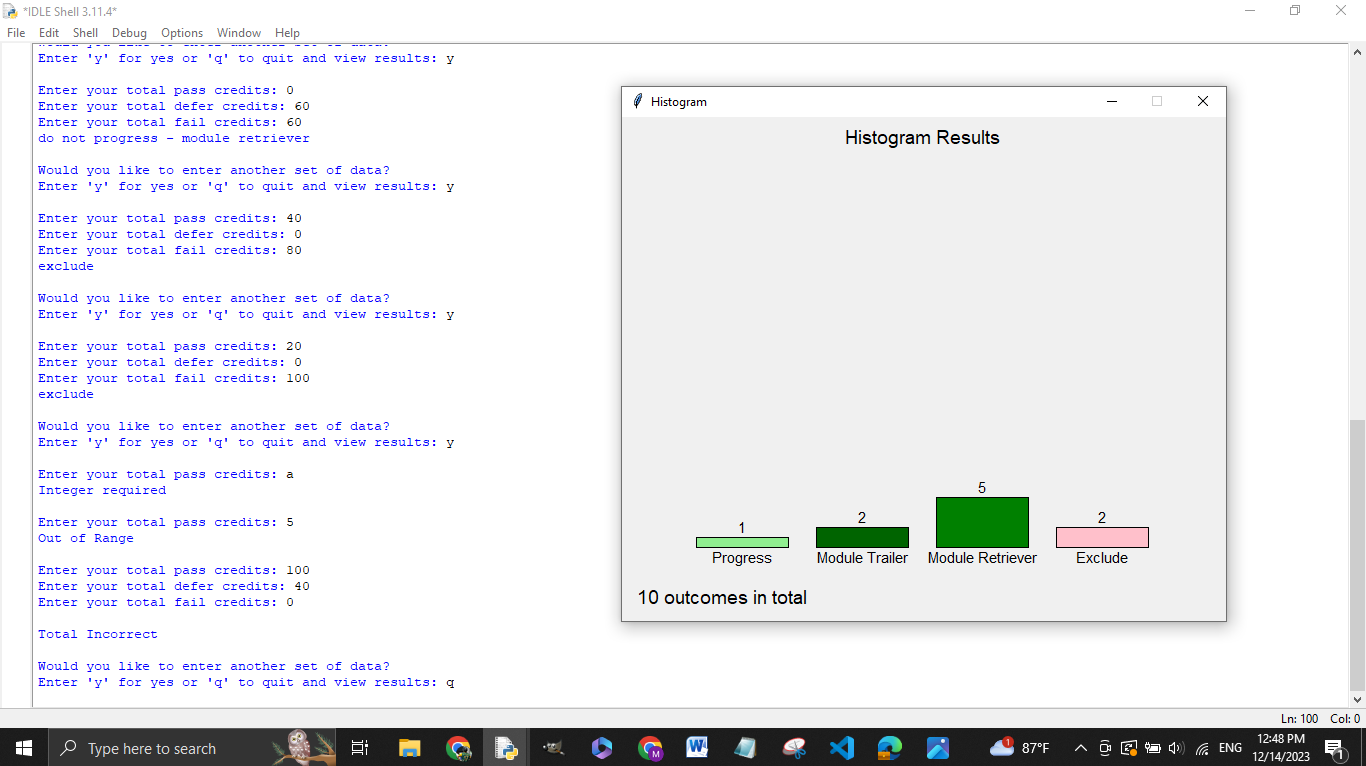 *IDLE Shell 3.11.4*
File Edit Shell Debug Options Window Help
Would you like to enter another set of data?
Enter 'y' for yes or 'q' to quit and view results: y
Enter your total pass credits: 0
Enter your total defer credits: 60
Enter your total fail credits: 60
do not progress - module retriever
Would you like to enter another set of data?
Enter 'y' for yes or 'q' to quit and view results: y
Enter your total pass credits: 40
Enter your total defer credits: 0
Enter your total fail credits: 80
exclude
Would you like to enter another set of data?
Enter 'y' for yes or 'q' to quit and view results: y
Enter your total pass credits: 20
Enter your total defer credits: 0
Enter your total fail credits: 100
exclude
Would you like to enter another set of data?
Enter 'y' for yes or 'q' to quit and view results: y
Enter your total pass credits: a
Integer required
Enter your total pass credits: 5
Out of Range
Enter your total pass credits: 100
Enter your total defer credits: 40
Enter your total fail credits: 0
Total Incorrect
Would you like to enter another set of data?
Enter 'y' for yes or 'q' to quit and view results: q
Histogram
Histogram Results
1 2 5 2
Progress Module Trailer Module Retriever Exclude
10 outcomes in total
Ln: 100 Col: 0
Type here to search
M
W
1
87°F
ENG
12:48 PM
12/14/2023
1